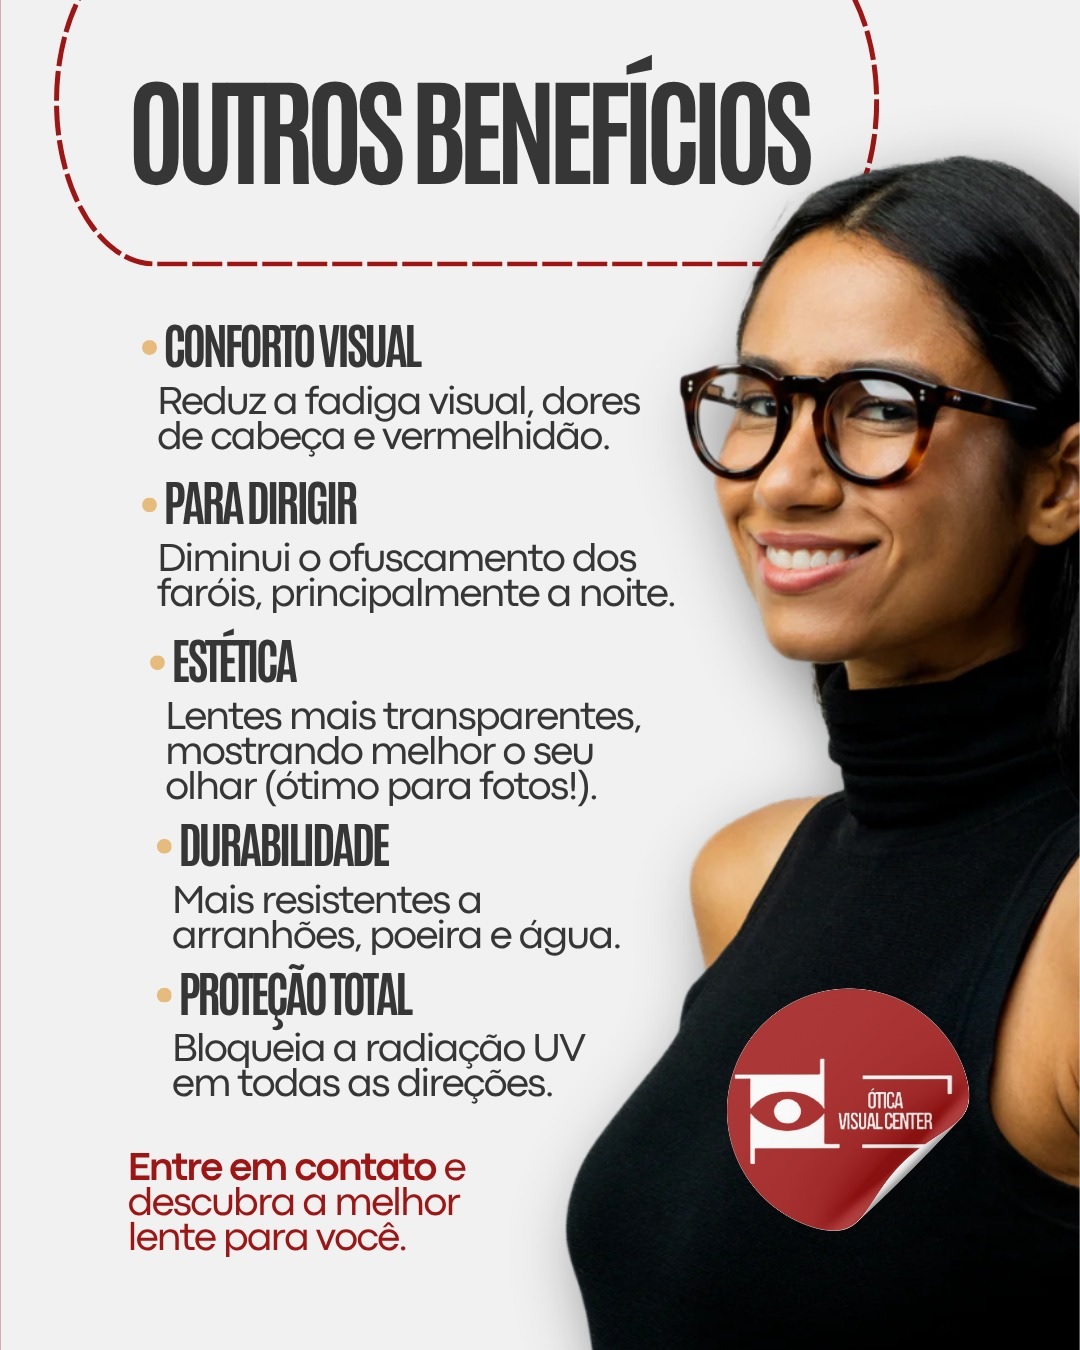 OUTROS BENEFÍCIOS
• CONFORTO VISUAL
Reduz a fadiga visual, dores
de cabeça e vermelhidão.
• PARA DIRIGIR
Diminui o ofuscamento dos
faróis, principalmente a noite.
• ESTÉTICA
Lentes mais transparentes,
mostrando melhor o seu
olhar (ótimo para fotos!).
• DURABILIDADE
Mais resistentes a
arranhões, poeira e água.
• PROTEÇÃO TOTAL
Bloqueia a radiação UV
em todas as direções.
Entre em contato e
descubra a melhor
lente para você.
ÓTICA
VISUAL CENTER